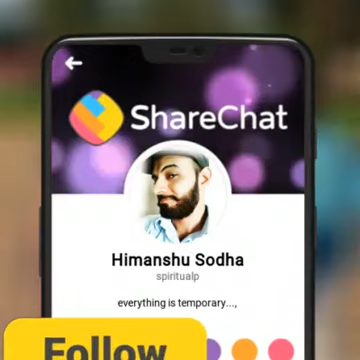 ShareChat
Himanshu Sodha
spiritualp
everything is temporary...,
Follow